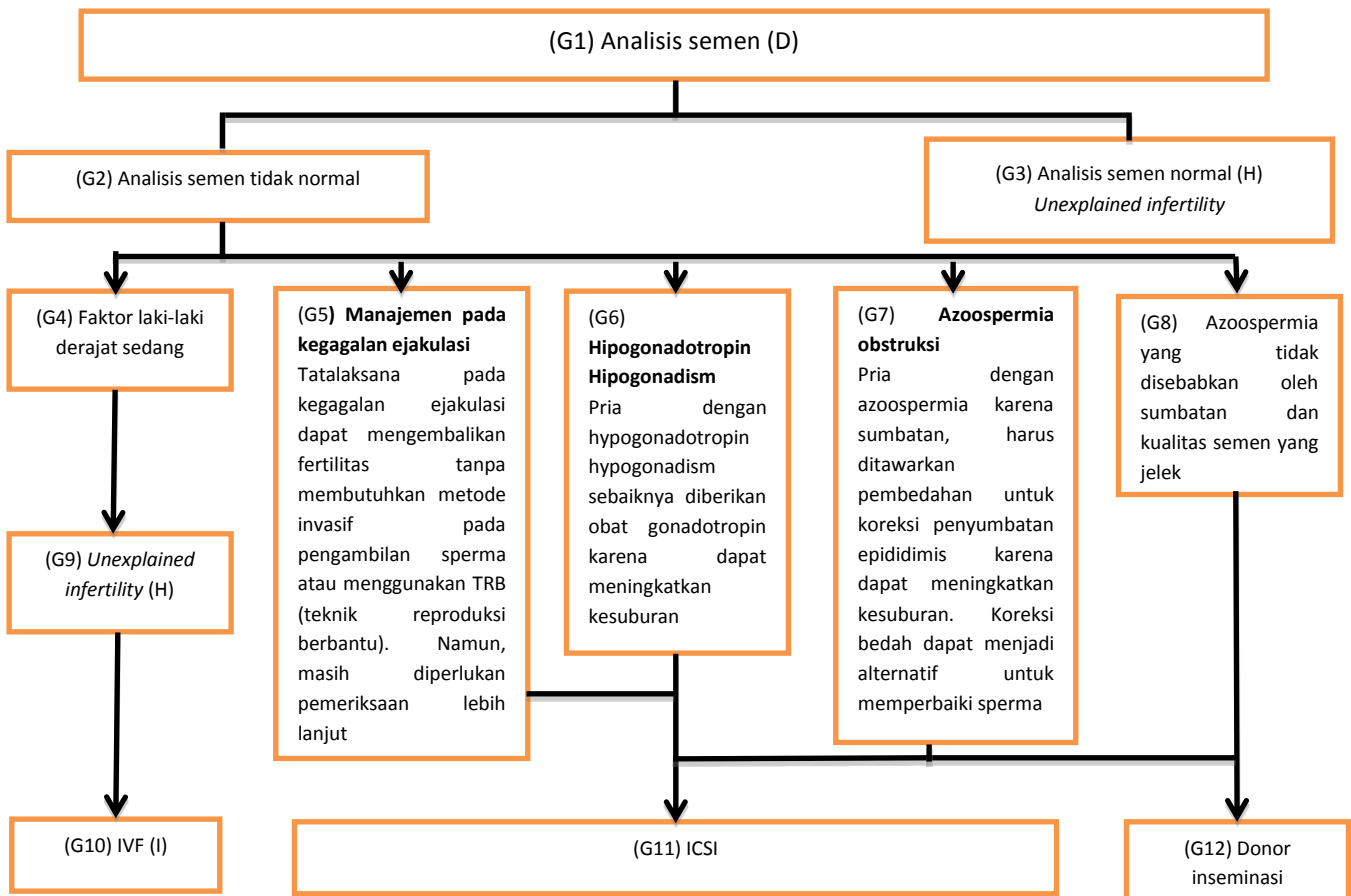 (G1) Analisis semen (D)
(G2) Analisis semen tidak normal
(G3) Analisis semen normal (H)
Unexplained infertility
(G4) Faktor laki-laki
derajat sedang
(G5) Manajemen pada
kegagalan ejakulasi
Tatalaksana pada
kegagalan ejakulasi
dapat mengembalikan
fertilitas tanpa
membutuhkan metode
invasif pada
pengambilan sperma
atau menggunakan TRB
(teknik reproduksi
berbantu). Namun,
masih diperlukan
pemeriksaan lebih
lanjut
(G6)
Hipogonadotropin
Hipogonadism
Pria dengan
hypogonadotropin
hypogonadism
sebaiknya diberikan
obat gonadotropin
karena dapat
meningkatkan
kesuburan
(G7) Azoospermia
obstruksi
Pria dengan
azoospermia karena
sumbatan, harus
ditawarkan
pembedahan untuk
koreksi penyumbatan
epididimis karena
dapat meningkatkan
kesuburan. Koreksi
bedah dapat menjadi
alternatif untuk
memperbaiki sperma
(G8) Azoospermia
yang tidak
disebabkan oleh
sumbatan dan
kualitas semen yang
jelek
(G9) Unexplained
infertility (H)
(G10) IVF (I)
(G11) ICSI
(G12) Donor
inseminasi